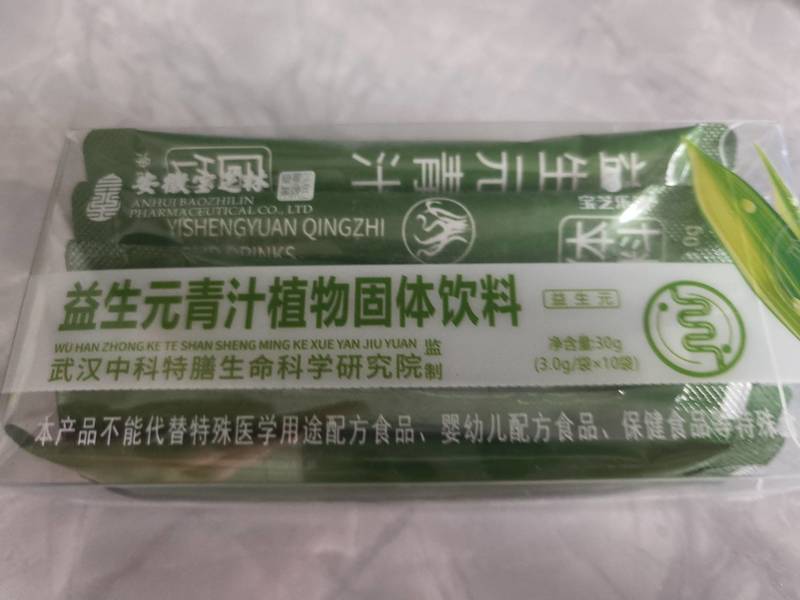 益生元青汁
ANHUI BAOZHILIN
PHARMACEUTICAL CO., LTD
YISHENGYUAN QINGZHI
DRINKS
益生元青汁植物固体饮料
益生元
WU HAN ZHONG KE TE SHAN SHENG MING KE XUE YAN JIU YUAN
武汉中科特膳生命科学研究院
监制
净含量:30g
(3.0g/袋×10袋)
本产品不能代替特殊医学用途配方食品、婴幼儿配方食品、保健食品等特殊